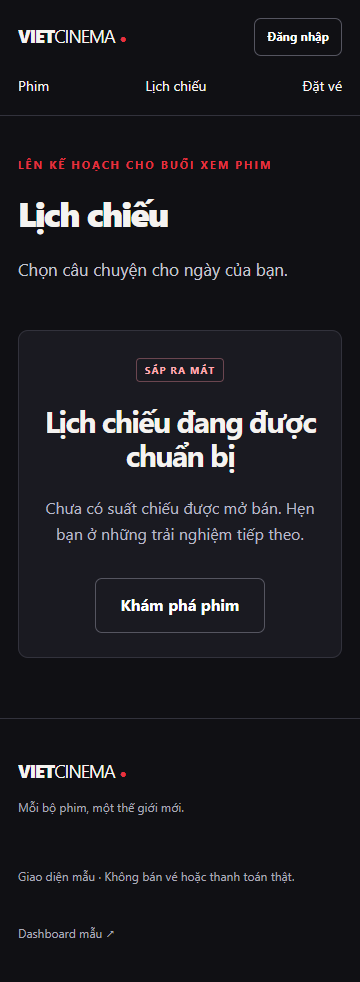 VIETCINEMA
Đăng nhập
Phim Lịch chiếu Đặt vé
LÊN KẾ HOẠCH CHO BUỔI XEM PHIM
Lịch chiếu
Chọn câu chuyện cho ngày của bạn.
SẮP RA MẮT
Lịch chiếu đang được
chuẩn bị
Chưa có suất chiếu được mở bán. Hẹn
bạn ở những trải nghiệm tiếp theo.
Khám phá phim
VIETCINEMA
Mỗi bộ phim, một thế giới mới.
Giao diện mẫu · Không bán vé hoặc thanh toán thật.
Dashboard mẫu ↗